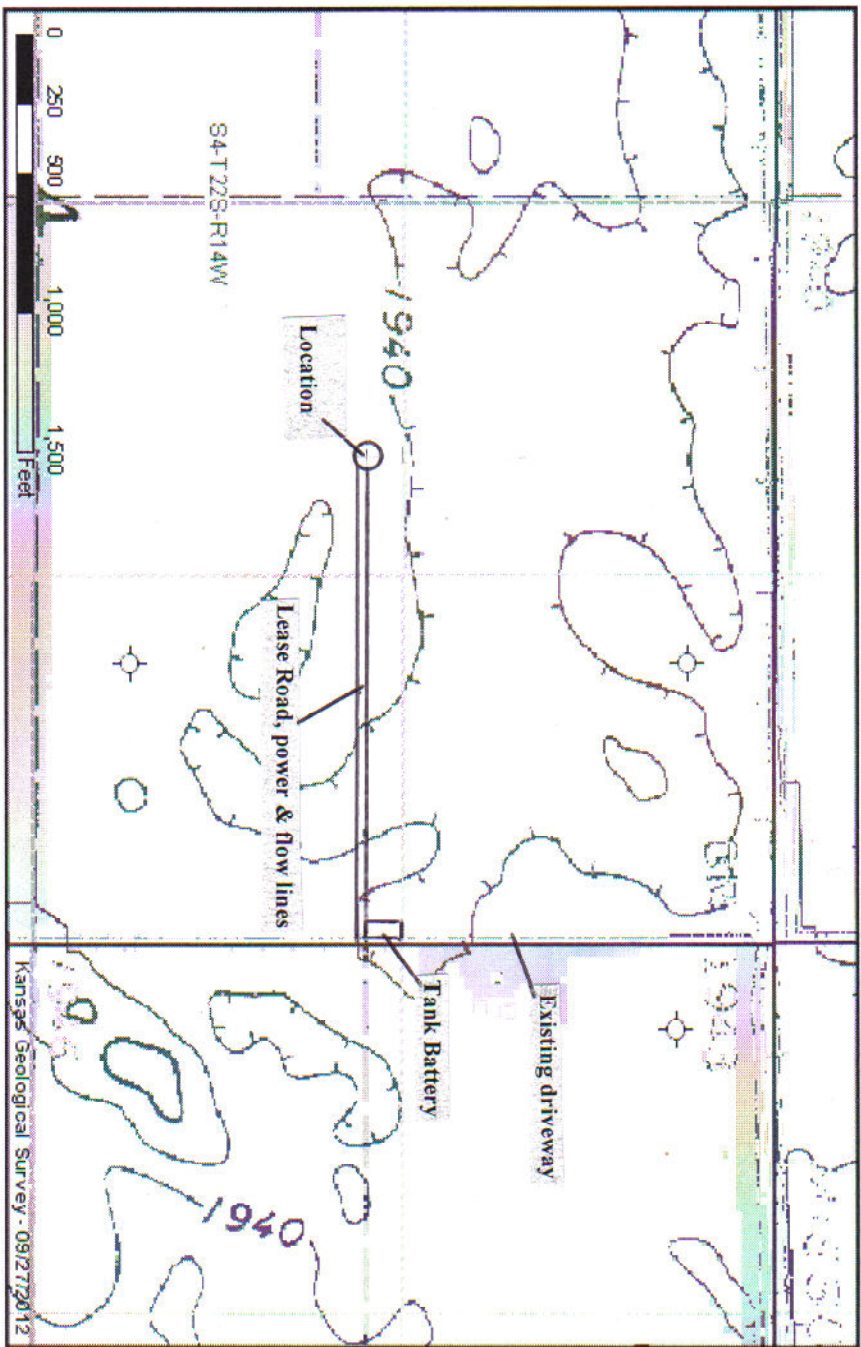 S4-T22S-R14W
1940
Location
Lease Road, power & flow lines
Existing driveway
Tank Battery
1940
0 250 500 1,000 1,500
Feet
Kansas Geological Survey - 09/27/2012